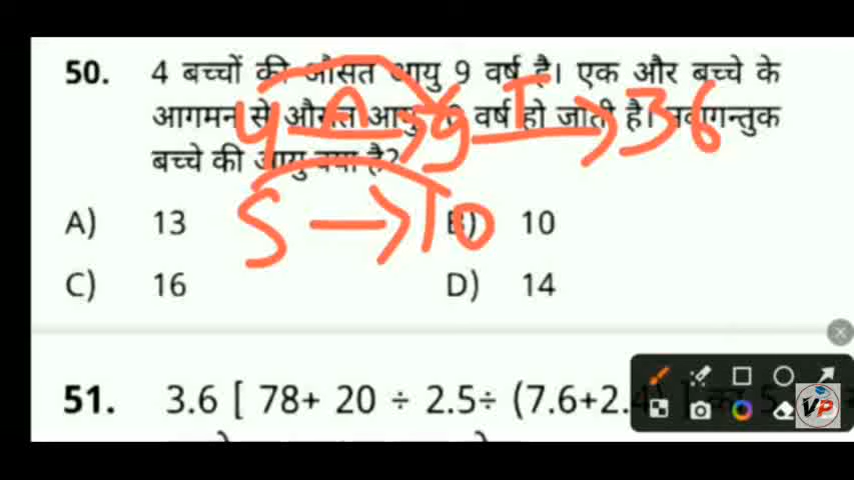 50. 4 बच्चों की औसत आयु 9 वर्ष है। एक और बच्चे के
आगमन से औसत आयु वर्ष हो जाती है। नवागन्तुक
बच्चे की आयु क्या है?
4 A → 9 T → 36
5 → 10
A) 13 B) 10
C) 16 D) 14
51. 3.6 [ 78+ 20 ÷ 2.5÷ (7.6+2.4) ] का 5
VP